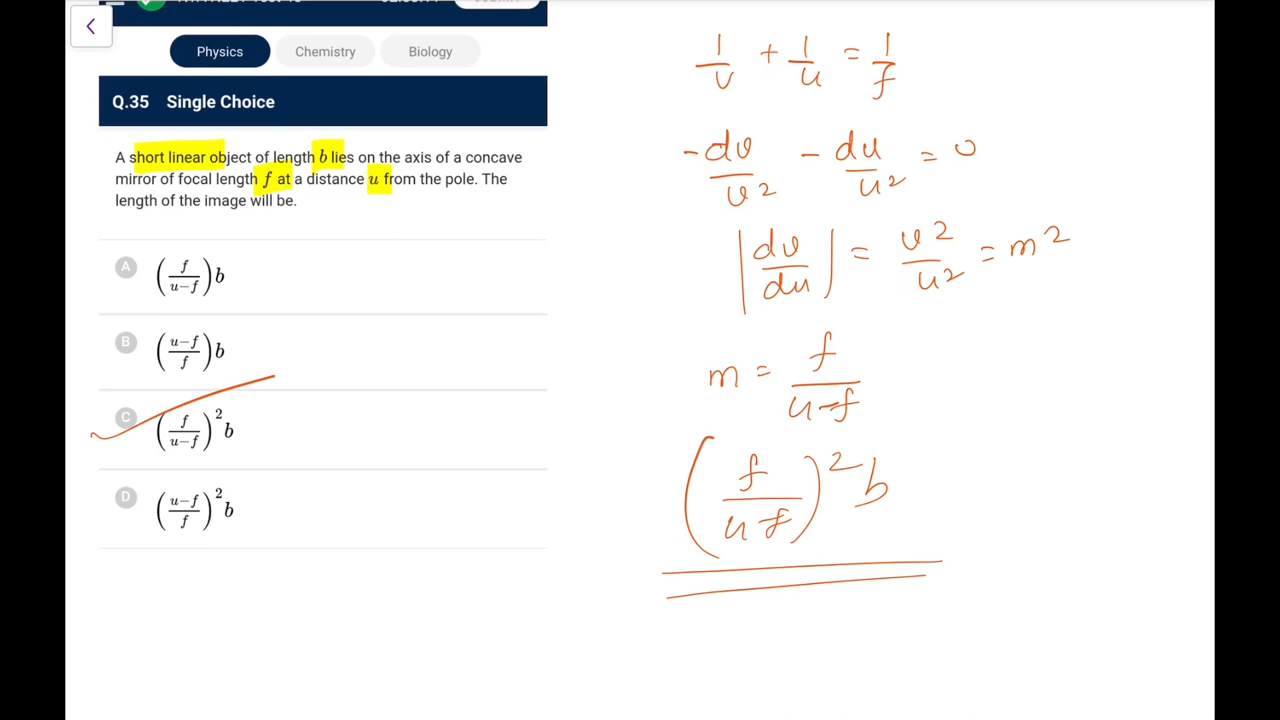 Physics Chemistry Biology
Q.35 Single Choice
A short linear object of length b lies on the axis of a concave
mirror of focal length f at a distance u from the pole. The
length of the image will be.
A (f/(u−f))b
B ((u−f)/f)b
C (f/(u−f))²b
D ((u−f)/f)²b
1/v + 1/u = 1/f
-dv/v² - du/u² = 0
|dv/du| = v²/u² = m²
m = f/(u-f)
(f/(u-f))² b